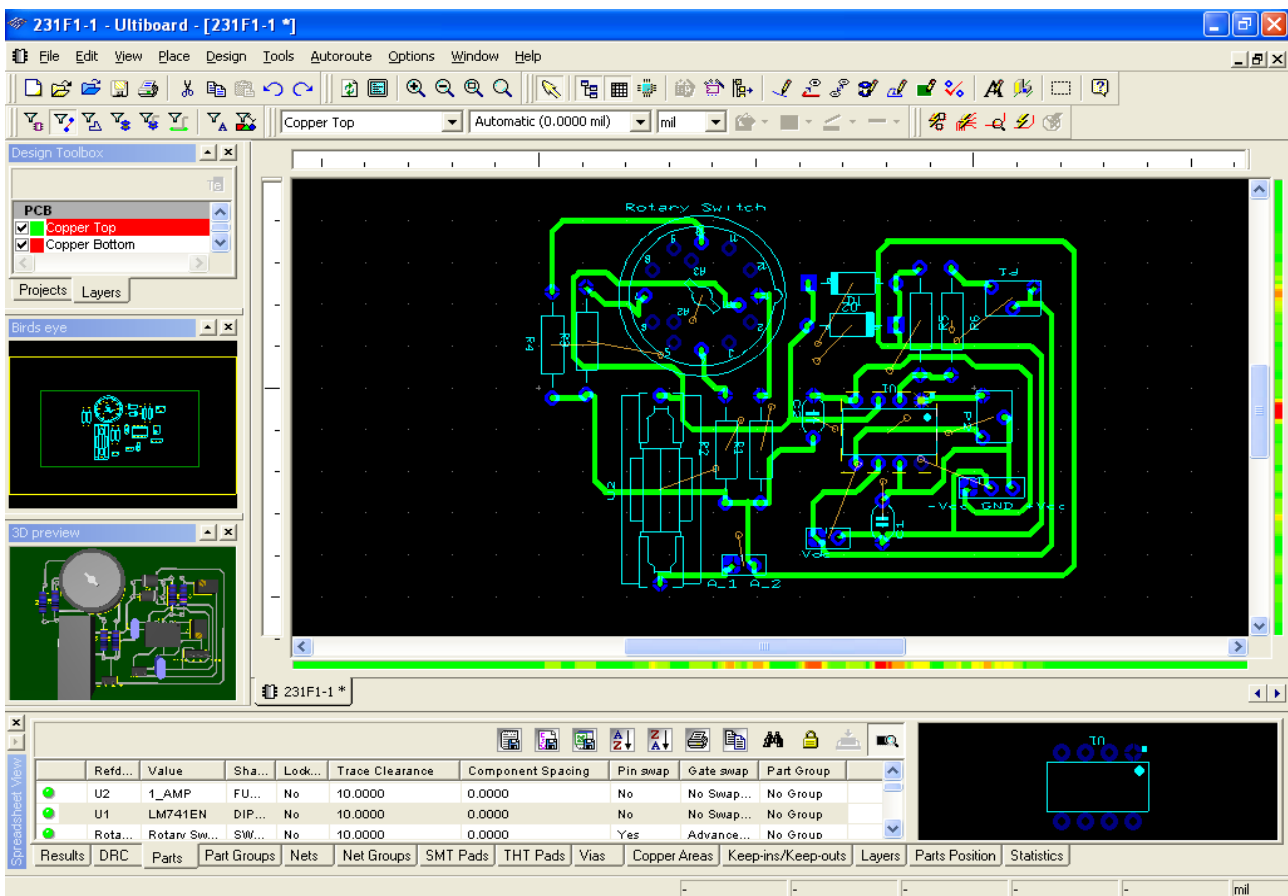 231F1-1 - Ultiboard - [231F1-1 *]
File Edit View Place Design Tools Autoroute Options Window Help
Copper Top Automatic (0.0000 mil) mil
Design Toolbox
PCB
Copper Top
Copper Bottom
Projects Layers
Birds eye
3D preview
Rotary Switch
R4
R3
R2
R1
R5
R6
P1
P2
U1
U2
D2
C1
A3
A2
-Vcc GND +Vcc
A_1 A_2
231F1-1 *
Spreadsheet View
Refd... Value Sha... Lock... Trace Clearance Component Spacing Pin swap Gate swap Part Group
U2 1_AMP FU... No 10.0000 0.0000 No No Swap... No Group
U1 LM741EN DIP... No 10.0000 0.0000 No No Swap... No Group
Rota... Rotary Sw... SW... No 10.0000 0.0000 Yes Advance... No Group
U1
Results DRC Parts Part Groups Nets Net Groups SMT Pads THT Pads Vias Copper Areas Keep-ins/Keep-outs Layers Parts Position Statistics
- - - - - mil